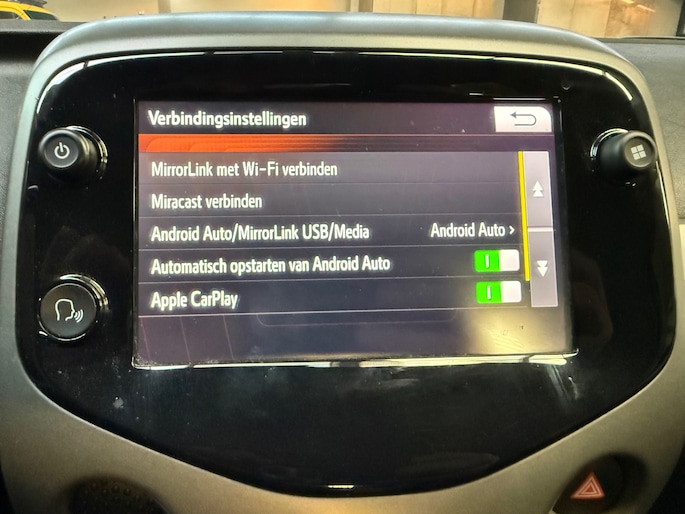 Verbindingsinstellingen
MirrorLink met Wi-Fi verbinden
Miracast verbinden
Android Auto/MirrorLink USB/Media Android Auto
Automatisch opstarten van Android Auto
Apple CarPlay